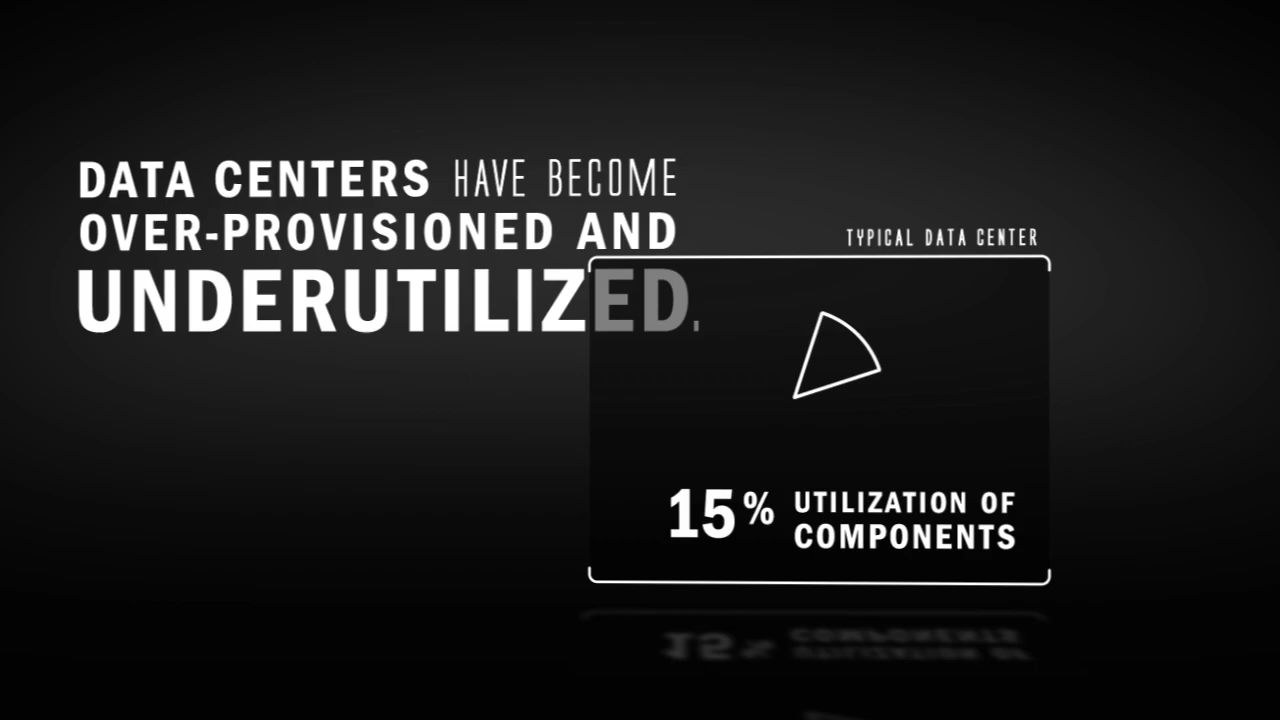 DATA CENTERS HAVE BECOME
OVER-PROVISIONED AND
UNDERUTILIZED.
TYPICAL DATA CENTER
15% UTILIZATION OF
COMPONENTS